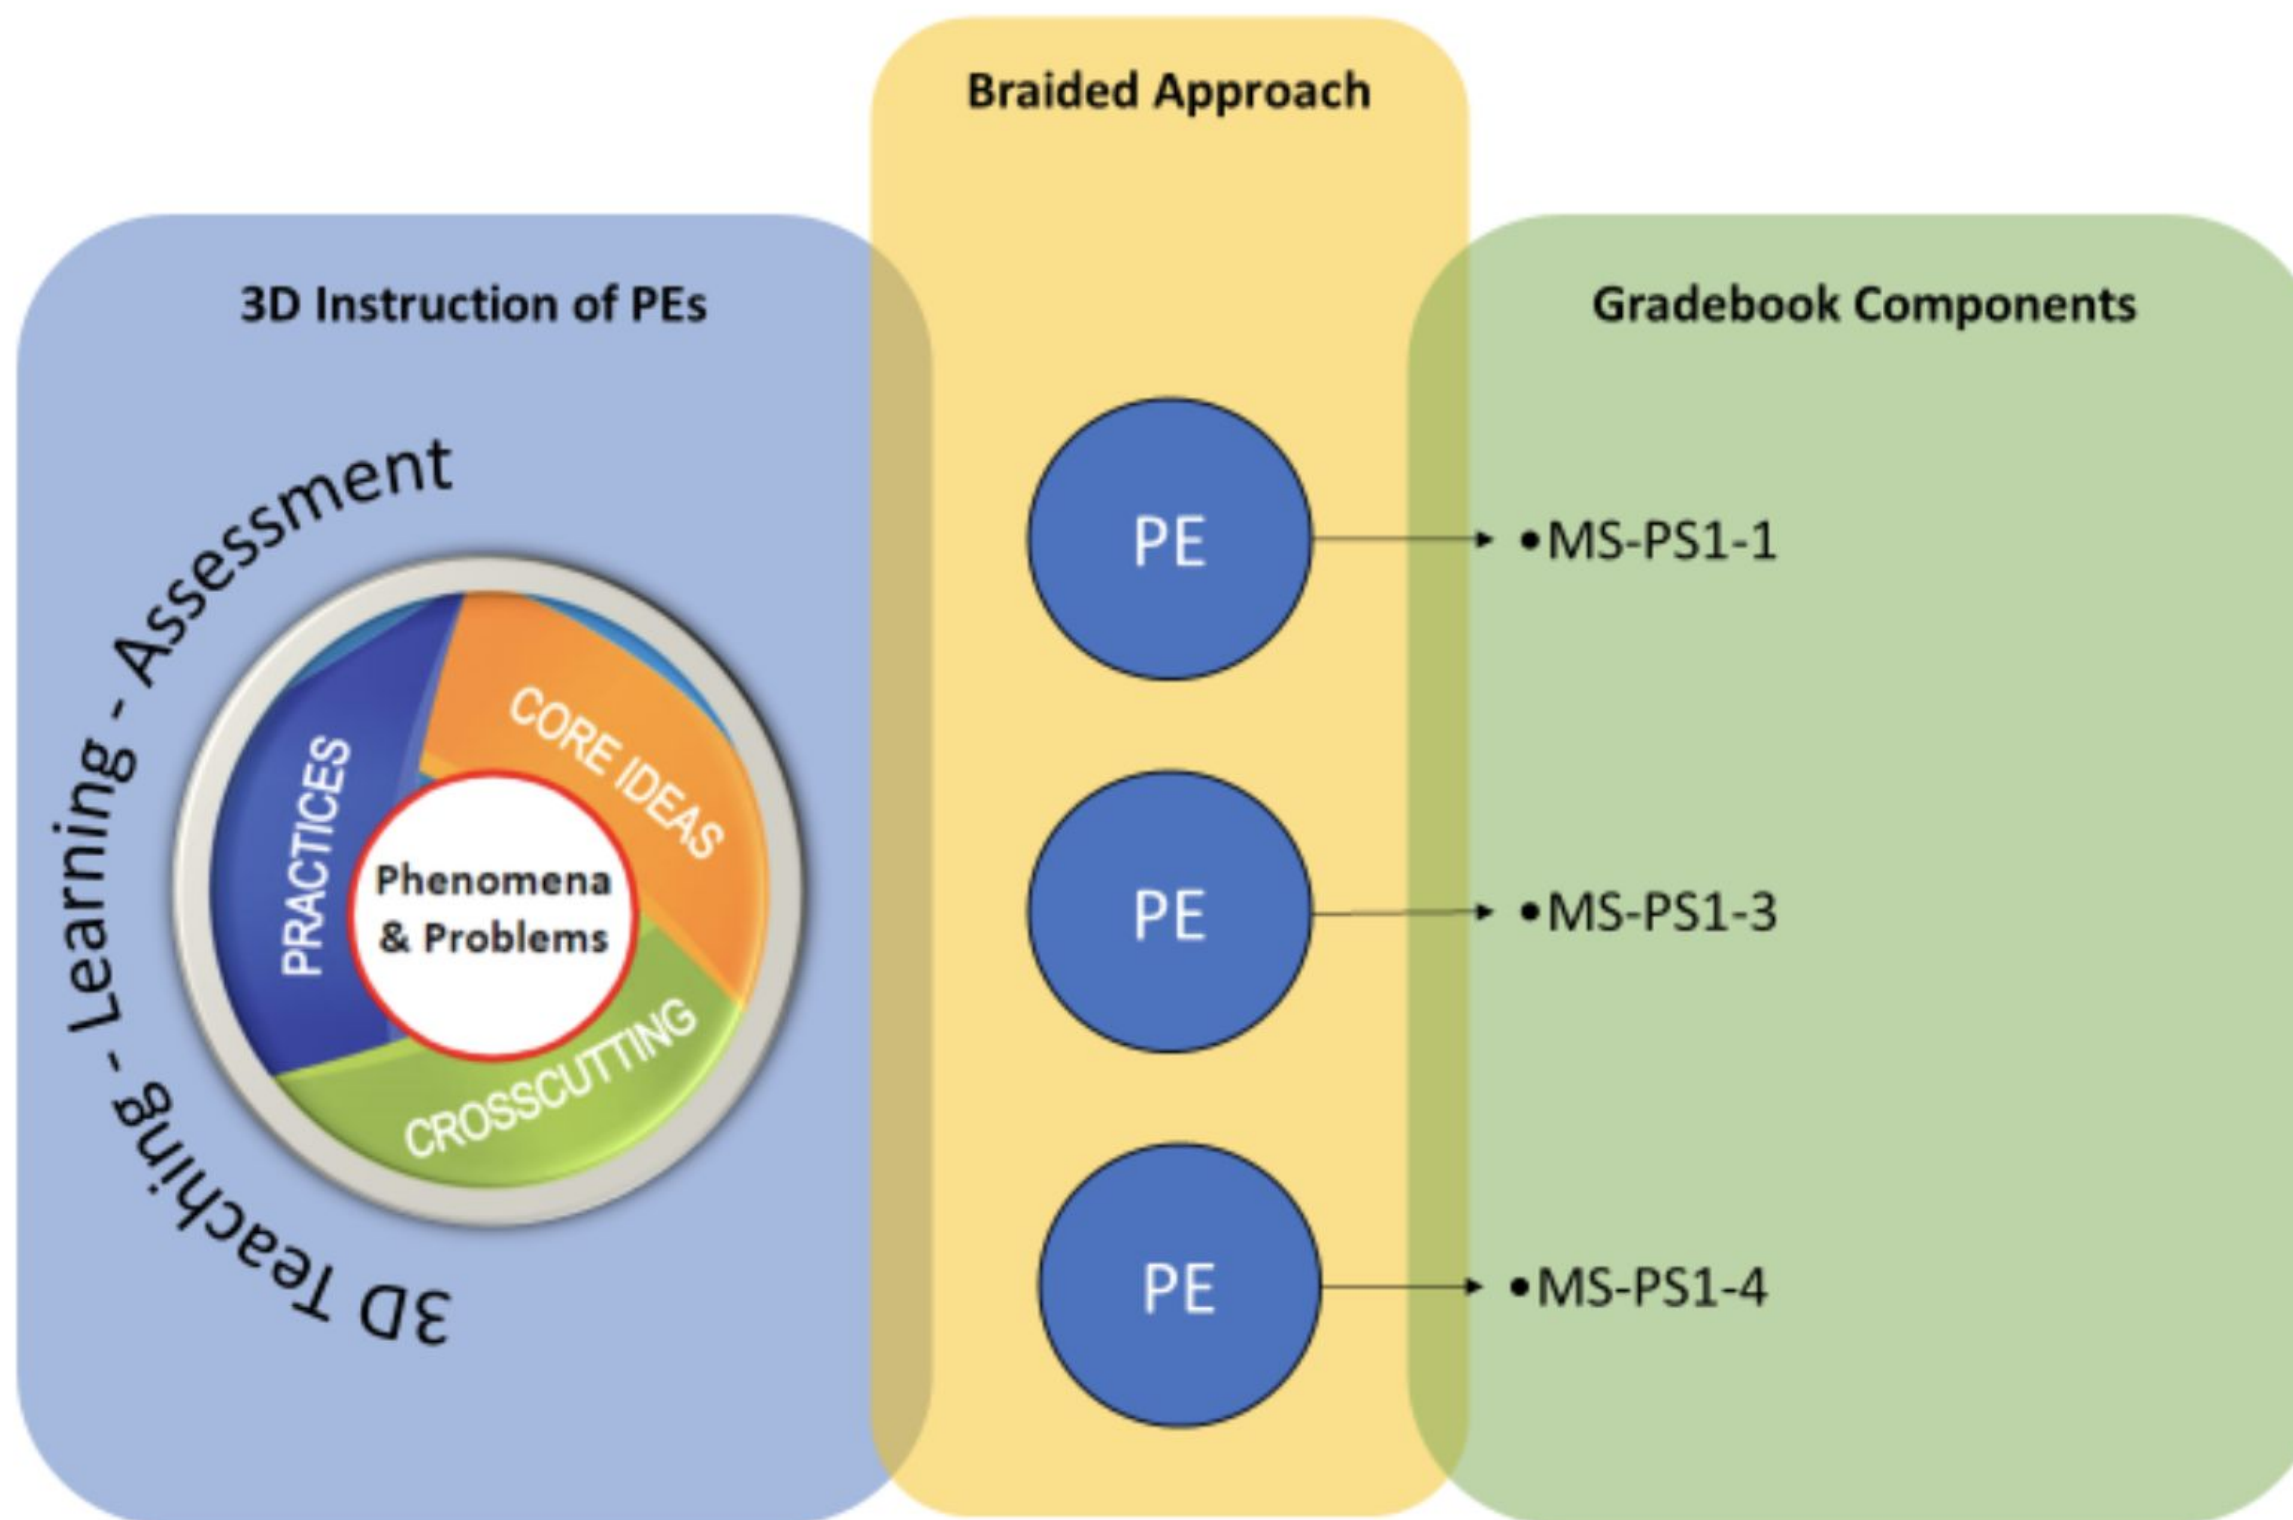 Braided Approach
3D Instruction of PEs
Gradebook Components
3D Teaching - Learning - Assessment
PRACTICES
CORE IDEAS
CROSSCUTTING
Phenomena
& Problems
PE
•MS-PS1-1
PE
•MS-PS1-3
PE
•MS-PS1-4